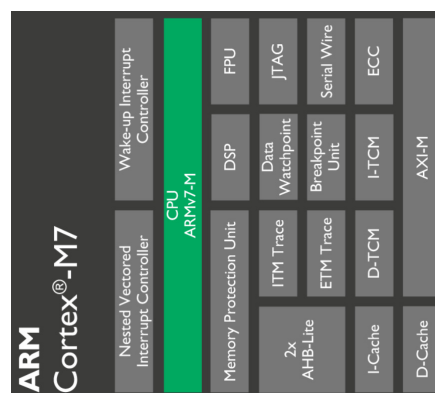 ARM
Cortex®-M7
Nested Vectored
Interrupt Controller
Wake-up Interrupt
Controller
CPU
ARMv7-M
Memory Protection Unit
DSP
FPU
2x
AHB-Lite
ITM Trace
Data
Watchpoint
JTAG
ETM Trace
Breakpoint
Unit
Serial Wire
I-Cache
D-TCM
I-TCM
ECC
D-Cache
AXI-M